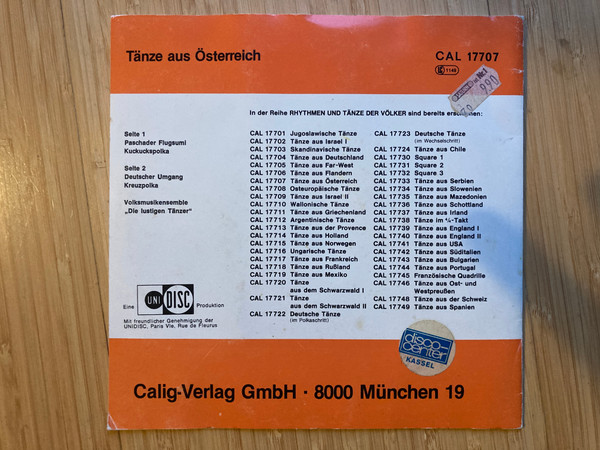 Tänze aus Österreich
CAL 17707
1146
990
In der Reihe RHYTHMEN UND TÄNZE DER VÖLKER sind bereits erschienen:
Seite 1
Paschader Flugsumi
Kuckuckspolka
Seite 2
Deutscher Umgang
Kreuzpolka
Volksmusikensemble
„Die lustigen Tänzer"
CAL 17701 Jugoslawische Tänze
CAL 17702 Tänze aus Israel I
CAL 17703 Skandinavische Tänze
CAL 17704 Tänze aus Deutschland
CAL 17705 Tänze aus Far-West
CAL 17706 Tänze aus Flandern
CAL 17707 Tänze aus Österreich
CAL 17708 Osteuropäische Tänze
CAL 17709 Tänze aus Israel II
CAL 17710 Wallonische Tänze
CAL 17711 Tänze aus Griechenland
CAL 17712 Argentinische Tänze
CAL 17713 Tänze aus der Provence
CAL 17714 Tänze aus Holland
CAL 17715 Tänze aus Norwegen
CAL 17716 Ungarische Tänze
CAL 17717 Tänze aus Frankreich
CAL 17718 Tänze aus Rußland
CAL 17719 Tänze aus Mexiko
CAL 17720 Tänze
aus dem Schwarzwald I
CAL 17721 Tänze
aus dem Schwarzwald II
CAL 17722 Deutsche Tänze
(im Polkaschritt)
CAL 17723 Deutsche Tänze
(im Wechselschritt)
CAL 17724 Tänze aus Chile
CAL 17730 Square 1
CAL 17731 Square 2
CAL 17732 Square 3
CAL 17733 Tänze aus Serbien
CAL 17734 Tänze aus Slowenien
CAL 17735 Tänze aus Mazedonien
CAL 17736 Tänze aus Schottland
CAL 17737 Tänze aus Irland
CAL 17738 Tänze im ¾-Takt
CAL 17739 Tänze aus England I
CAL 17740 Tänze aus England II
CAL 17741 Tänze aus USA
CAL 17742 Tänze aus Süditalien
CAL 17743 Tänze aus Bulgarien
CAL 17744 Tänze aus Portugal
CAL 17745 Französische Quadrille
CAL 17746 Tänze aus Ost- und
Westpreußen
CAL 17748 Tänze aus der Schweiz
CAL 17749 Tänze aus Spanien
Eine UNI DISC Produktion
Mit freundlicher Genehmigung der
UNIDISC, Paris VIe, Rue de Fleurus
disco-center
KASSEL
Calig-Verlag GmbH · 8000 München 19